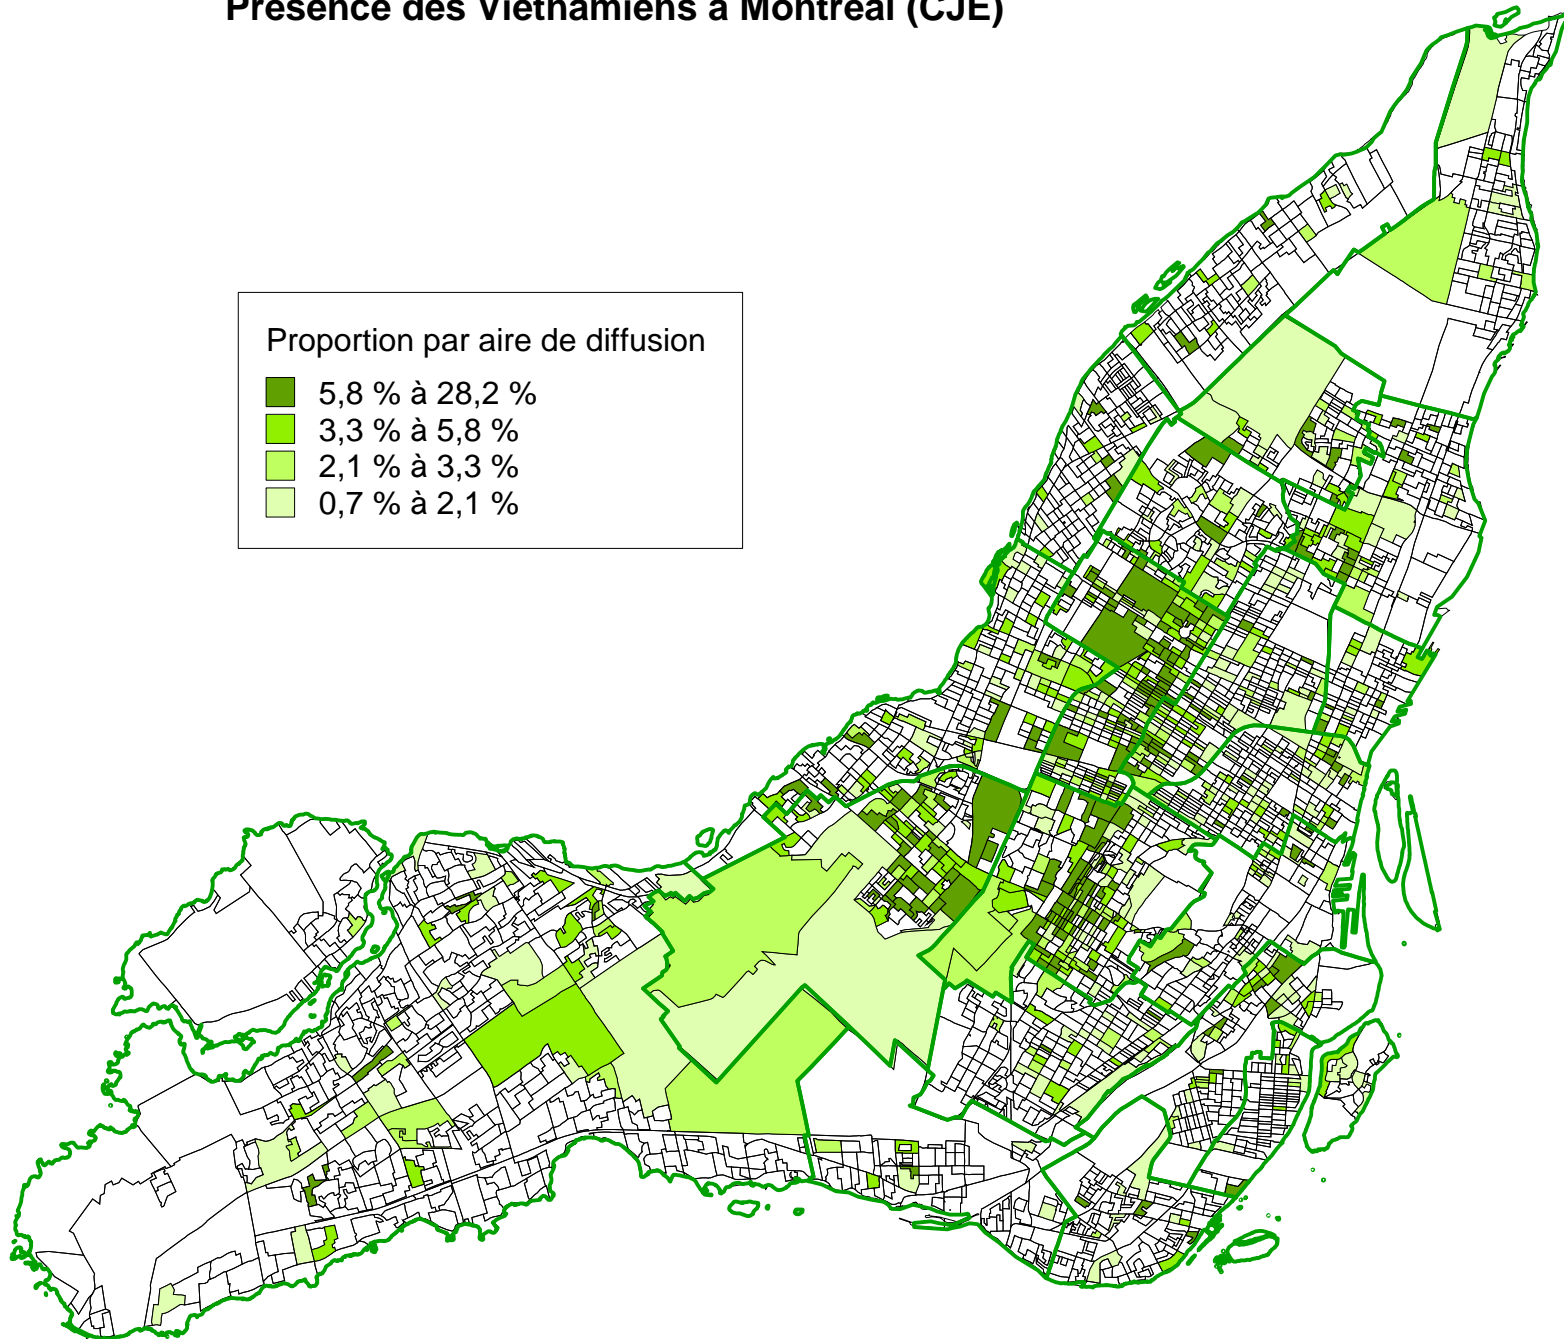 Présence des Vietnamiens à Montréal (CJE)
Proportion par aire de diffusion
5,8 % à 28,2 %
3,3 % à 5,8 %
2,1 % à 3,3 %
0,7 % à 2,1 %